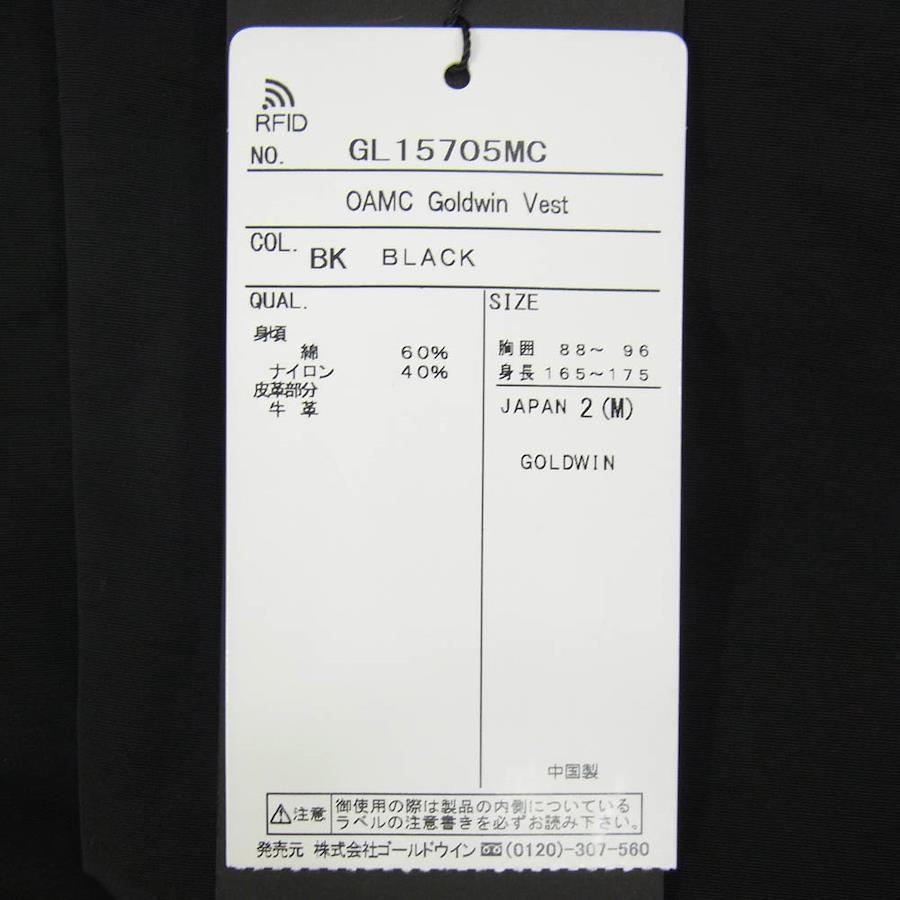 RFID
NO. GL15705MC
OAMC Goldwin Vest
COL. BK BLACK
QUAL.
身頃
綿 60%
ナイロン 40%
皮革部分
牛 革
SIZE
胸囲 88～ 96
身長 165～175
JAPAN 2 (M)
GOLDWIN
中国製
注意 御使用の際は製品の内側についている
ラベルの注意書きを必ずお読み下さい。
発売元 株式会社ゴールドウイン (0120)-307-560